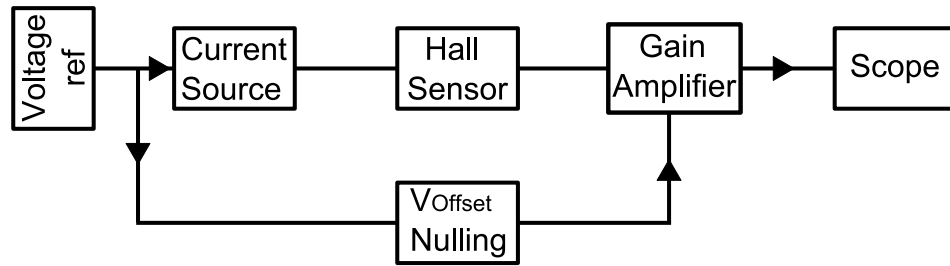 Voltage
ref
Current
Source
Hall
Sensor
Gain
Amplifier
Scope
VOffset
Nulling